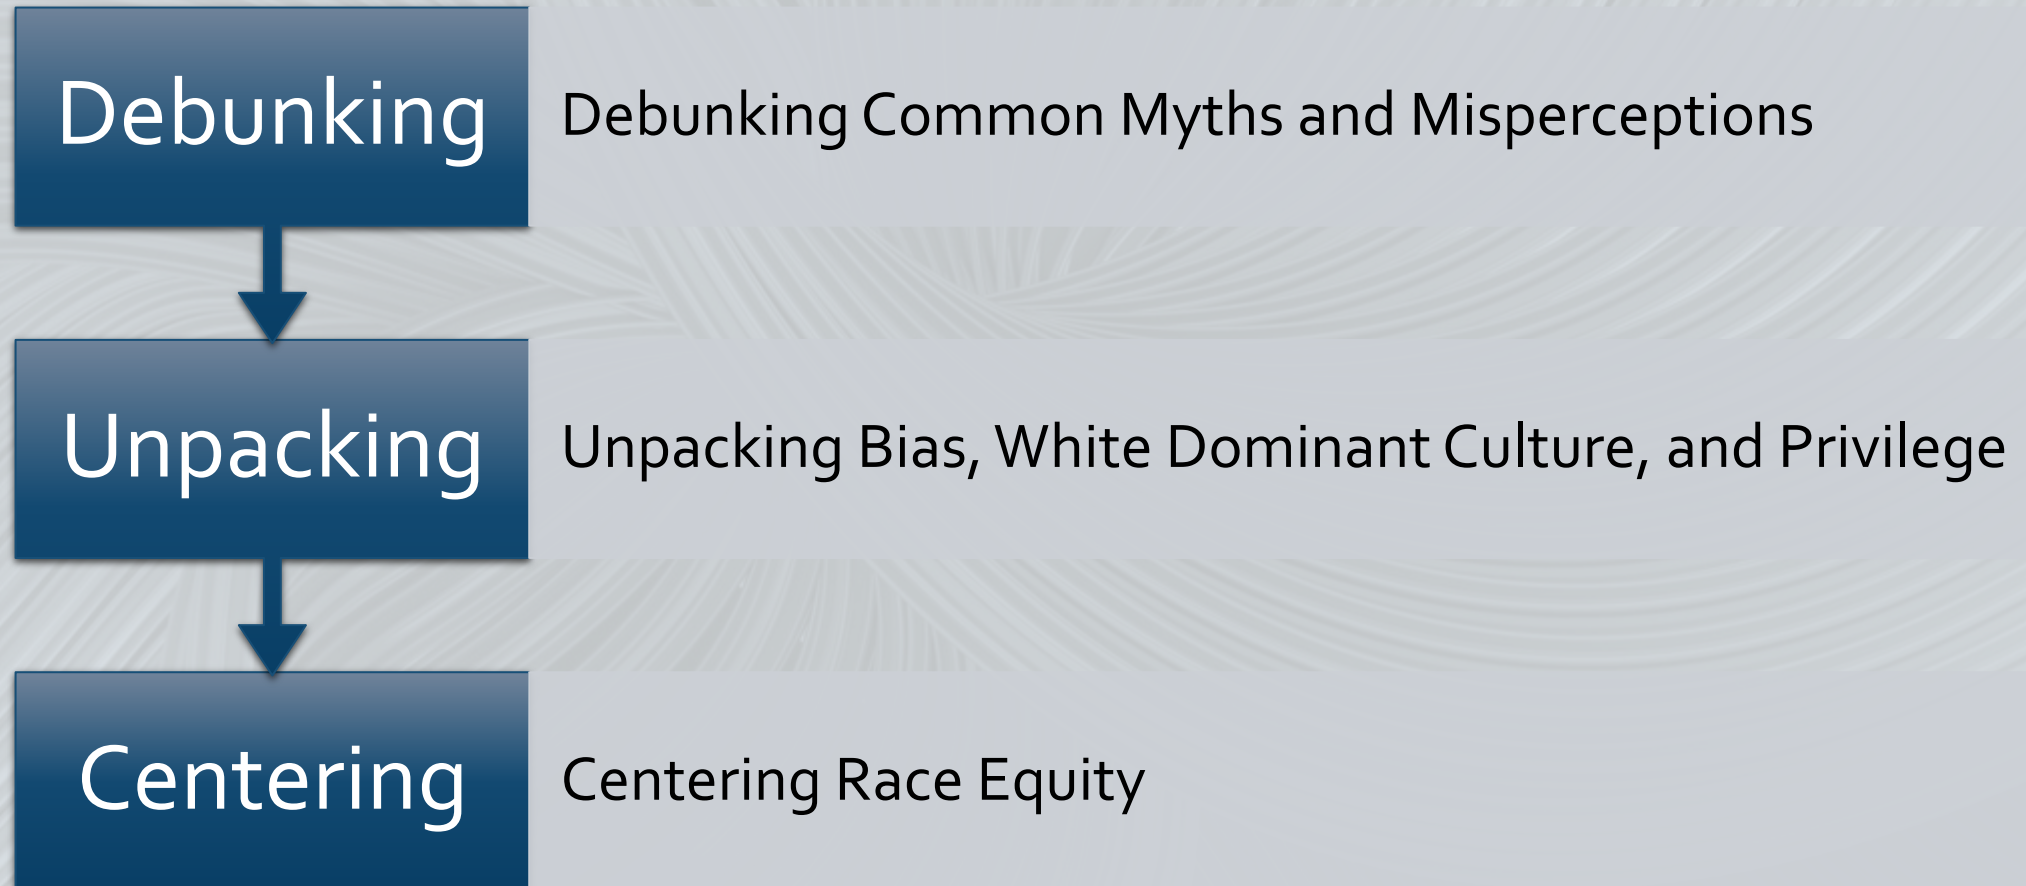 Debunking
Debunking Common Myths and Misperceptions
Unpacking
Unpacking Bias, White Dominant Culture, and Privilege
Centering
Centering Race Equity